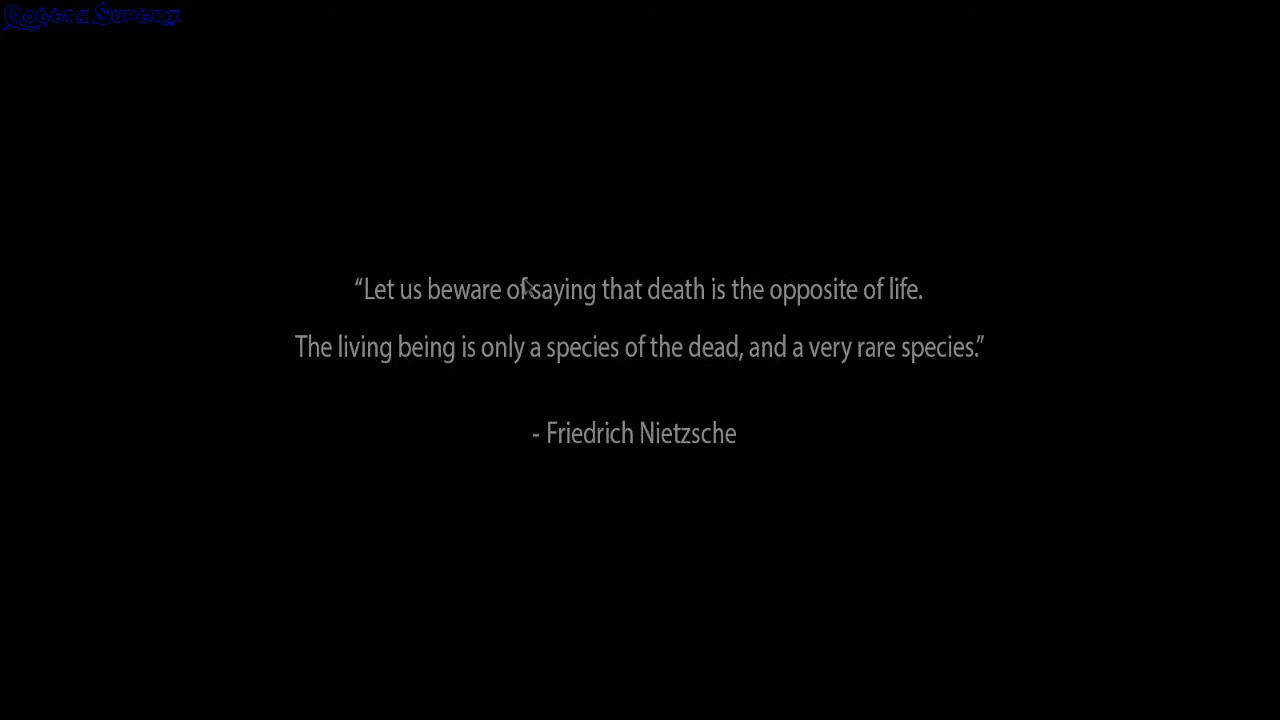 “Let us beware of saying that death is the opposite of life.
The living being is only a species of the dead, and a very rare species.”
- Friedrich Nietzsche